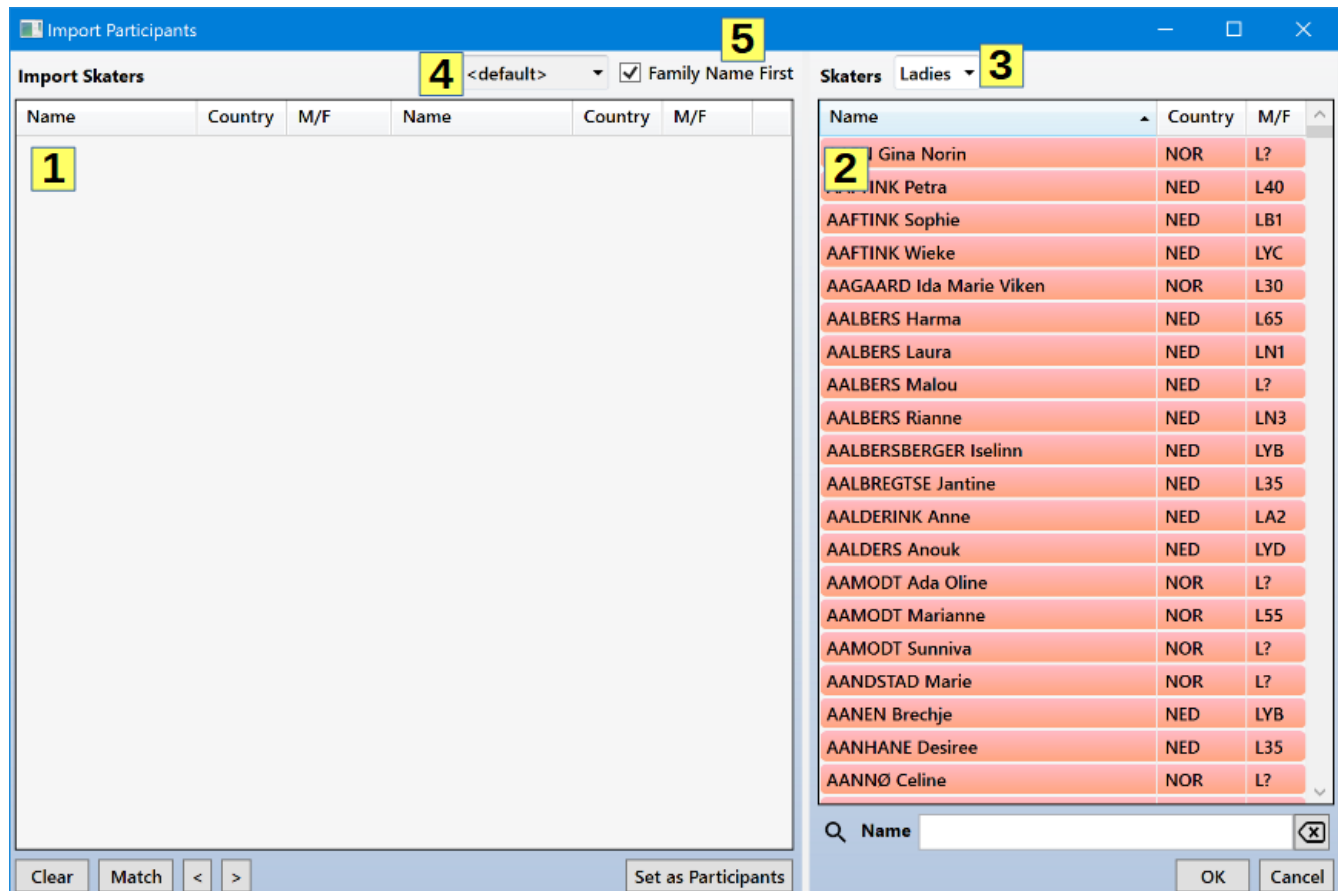 Import Participants
5
Import Skaters 4 <default> Family Name First Skaters Ladies 3
Name Country M/F Name Country M/F Name Country M/F
1
2 Gina Norin NOR L?
INK Petra NED L40
AAFTINK Sophie NED LB1
AAFTINK Wieke NED LYC
AAGAARD Ida Marie Viken NOR L30
AALBERS Harma NED L65
AALBERS Laura NED LN1
AALBERS Malou NED L?
AALBERS Rianne NED LN3
AALBERSBERGER Iselinn NED LYB
AALBREGTSE Jantine NED L35
AALDERINK Anne NED LA2
AALDERS Anouk NED LYD
AAMODT Ada Oline NOR L?
AAMODT Marianne NOR L55
AAMODT Sunniva NOR L?
AANDSTAD Marie NOR L?
AANEN Brechje NED LYB
AANHANE Desiree NED L35
AANNØ Celine NOR L?
Name
Clear Match < > Set as Participants OK Cancel